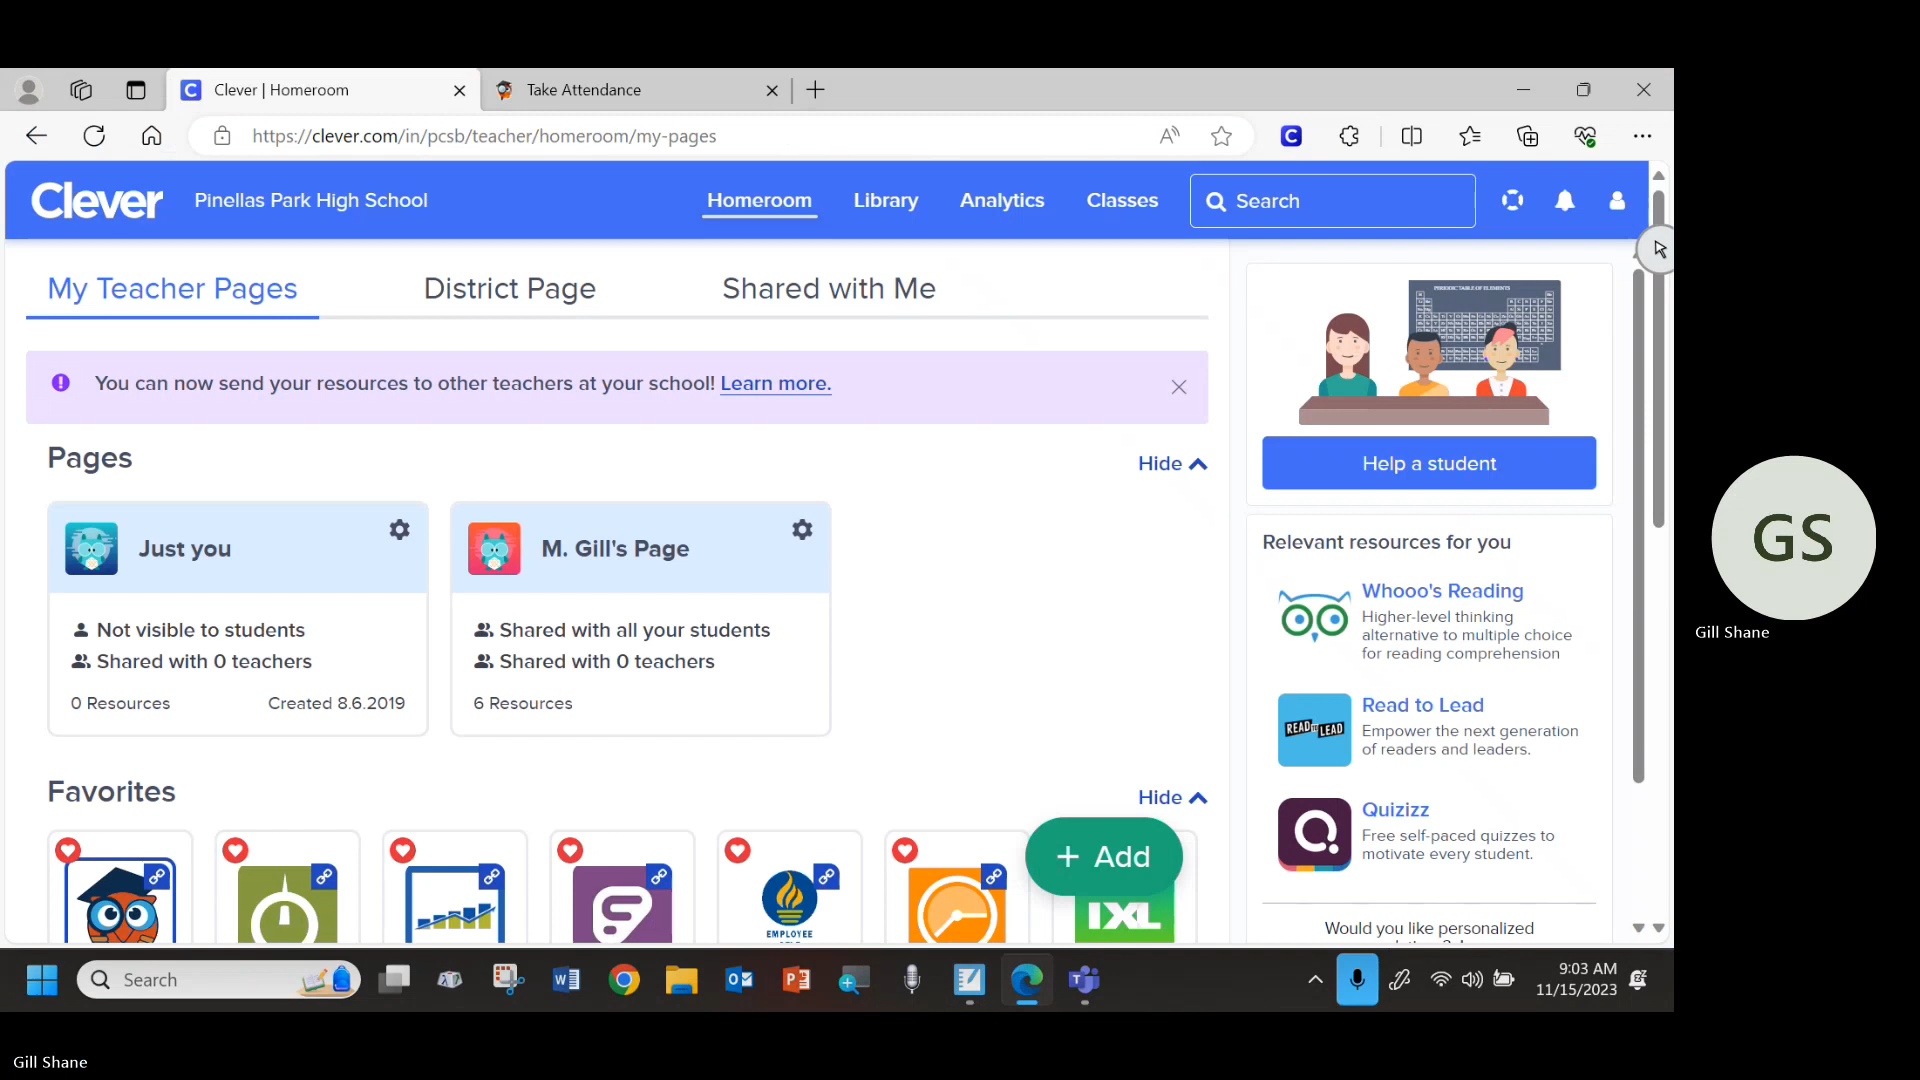 Clever | Homeroom
Take Attendance
https://clever.com/in/pcsb/teacher/homeroom/my-pages
Clever
Pinellas Park High School
Homeroom
Library
Analytics
Classes
Search
My Teacher Pages
District Page
Shared with Me
PERIODIC TABLE OF ELEMENTS
You can now send your resources to other teachers at your school! Learn more.
Pages
Hide
Help a student
Just you
Not visible to students
Shared with 0 teachers
0 Resources
Created 8.6.2019
M. Gill's Page
Shared with all your students
Shared with 0 teachers
6 Resources
Relevant resources for you
Whooo's Reading
Higher-level thinking
alternative to multiple choice
for reading comprehension
READ TO LEAD
Read to Lead
Empower the next generation
of readers and leaders.
Quizizz
Free self-paced quizzes to
motivate every student.
Would you like personalized
Favorites
Hide
EMPLOYEE
+ Add
IXL
Search
9:03 AM
11/15/2023
GS
Gill Shane
Gill Shane